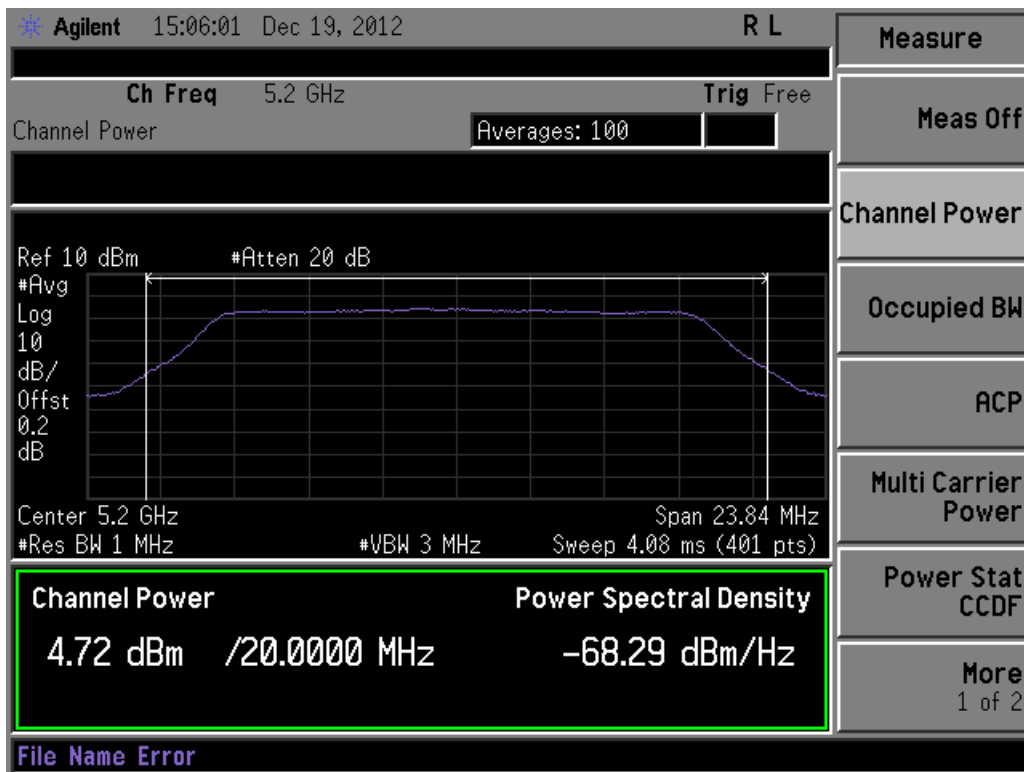 Agilent 15:06:01 Dec 19, 2012 R L
Ch Freq 5.2 GHz Trig Free
Channel Power Averages: 100
Ref 10 dBm #Atten 20 dB
#Avg
Log
10
dB/
Offst
0.2
dB
Center 5.2 GHz Span 23.84 MHz
#Res BW 1 MHz #VBW 3 MHz Sweep 4.08 ms (401 pts)
Channel Power Power Spectral Density
4.72 dBm /20.0000 MHz -68.29 dBm/Hz
File Name Error
Measure
Meas Off
Channel Power
Occupied BW
ACP
Multi Carrier
Power
Power Stat
CCDF
More
1 of 2